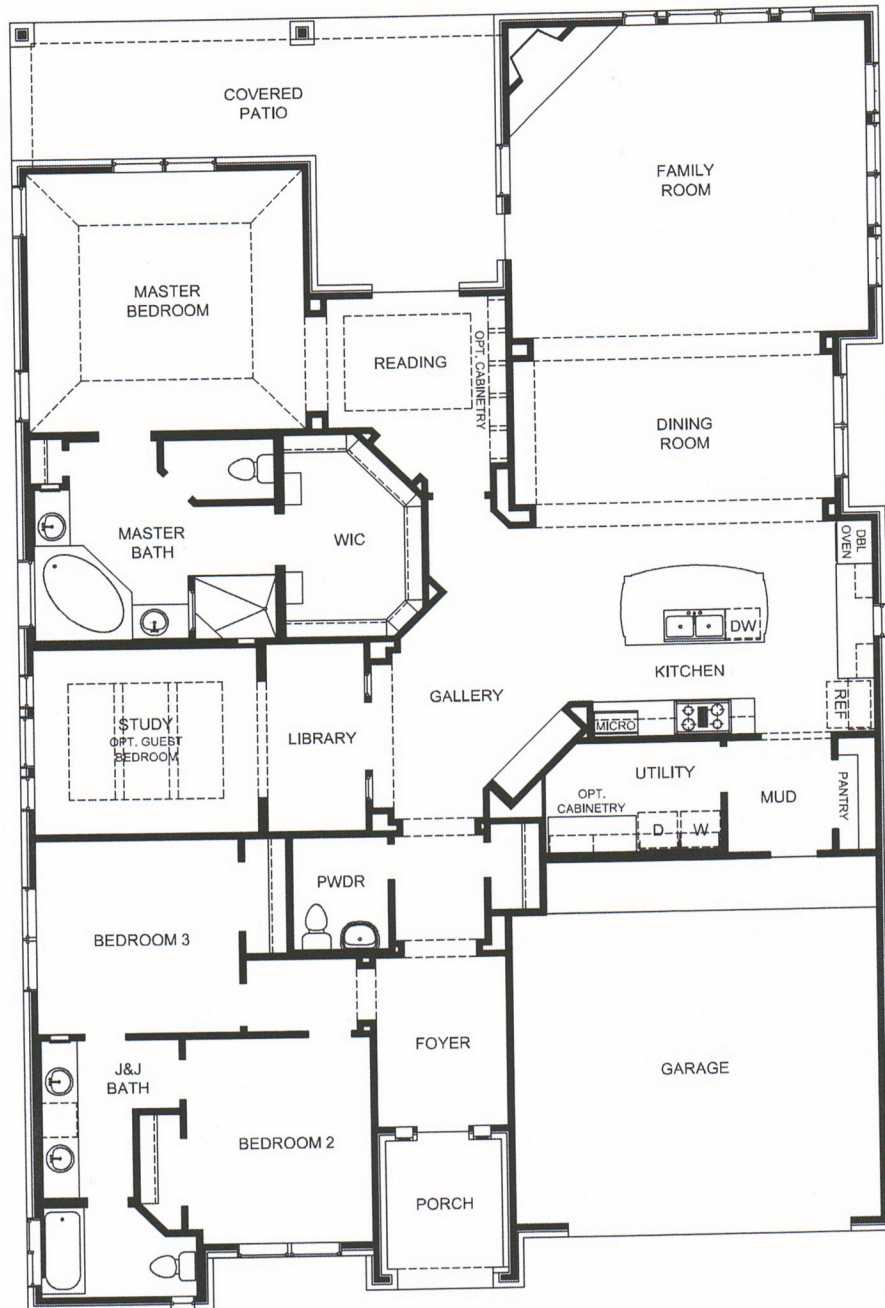 COVERED
PATIO
FAMILY
ROOM
MASTER
BEDROOM
READING
OPT. CABINETRY
DINING
ROOM
MASTER
BATH
WIC
DBL
OVEN
DW
KITCHEN
REF
GALLERY
MICRO
STUDY
OPT. GUEST
BEDROOM
LIBRARY
UTILITY
OPT.
CABINETRY
D
W
MUD
PANTRY
PWDR
BEDROOM 3
FOYER
J&J
BATH
BEDROOM 2
GARAGE
PORCH